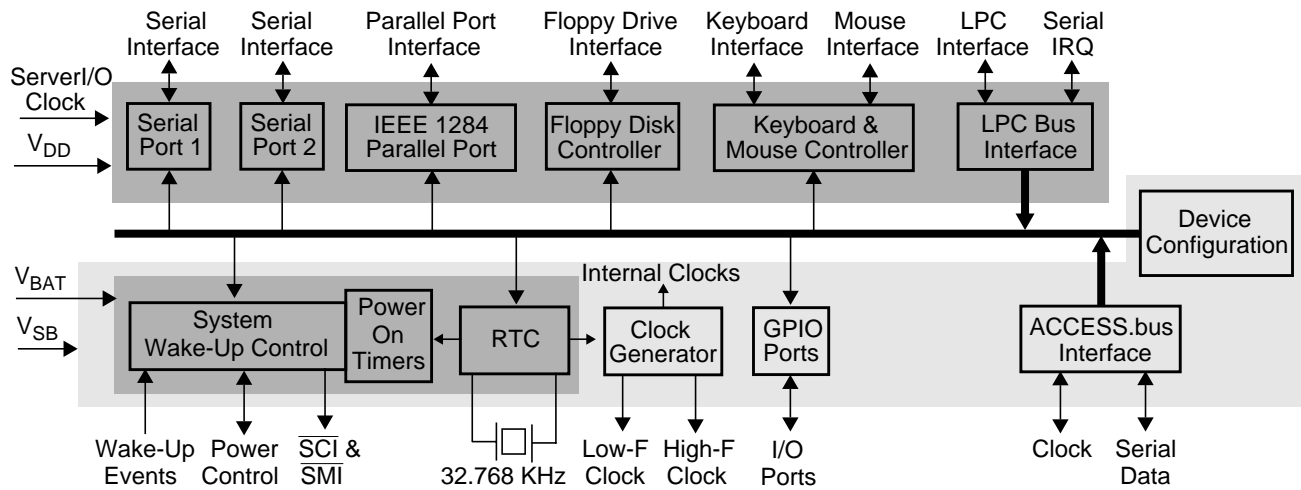 Serial
Interface
Serial
Interface
Parallel Port
Interface
Floppy Drive
Interface
Keyboard
Interface
Mouse
Interface
LPC
Interface
Serial
IRQ
ServerI/O
Clock
VDD
Serial
Port 1
Serial
Port 2
IEEE 1284
Parallel Port
Floppy Disk
Controller
Keyboard &
Mouse Controller
LPC Bus
Interface
Device
Configuration
VBAT
VSB
System
Wake-Up Control
Power
On
Timers
RTC
Internal Clocks
Clock
Generator
GPIO
Ports
ACCESS.bus
Interface
Wake-Up
Events
Power
Control
SCI &
SMI
32.768 KHz
Low-F
Clock
High-F
Clock
I/O
Ports
Clock
Serial
Data